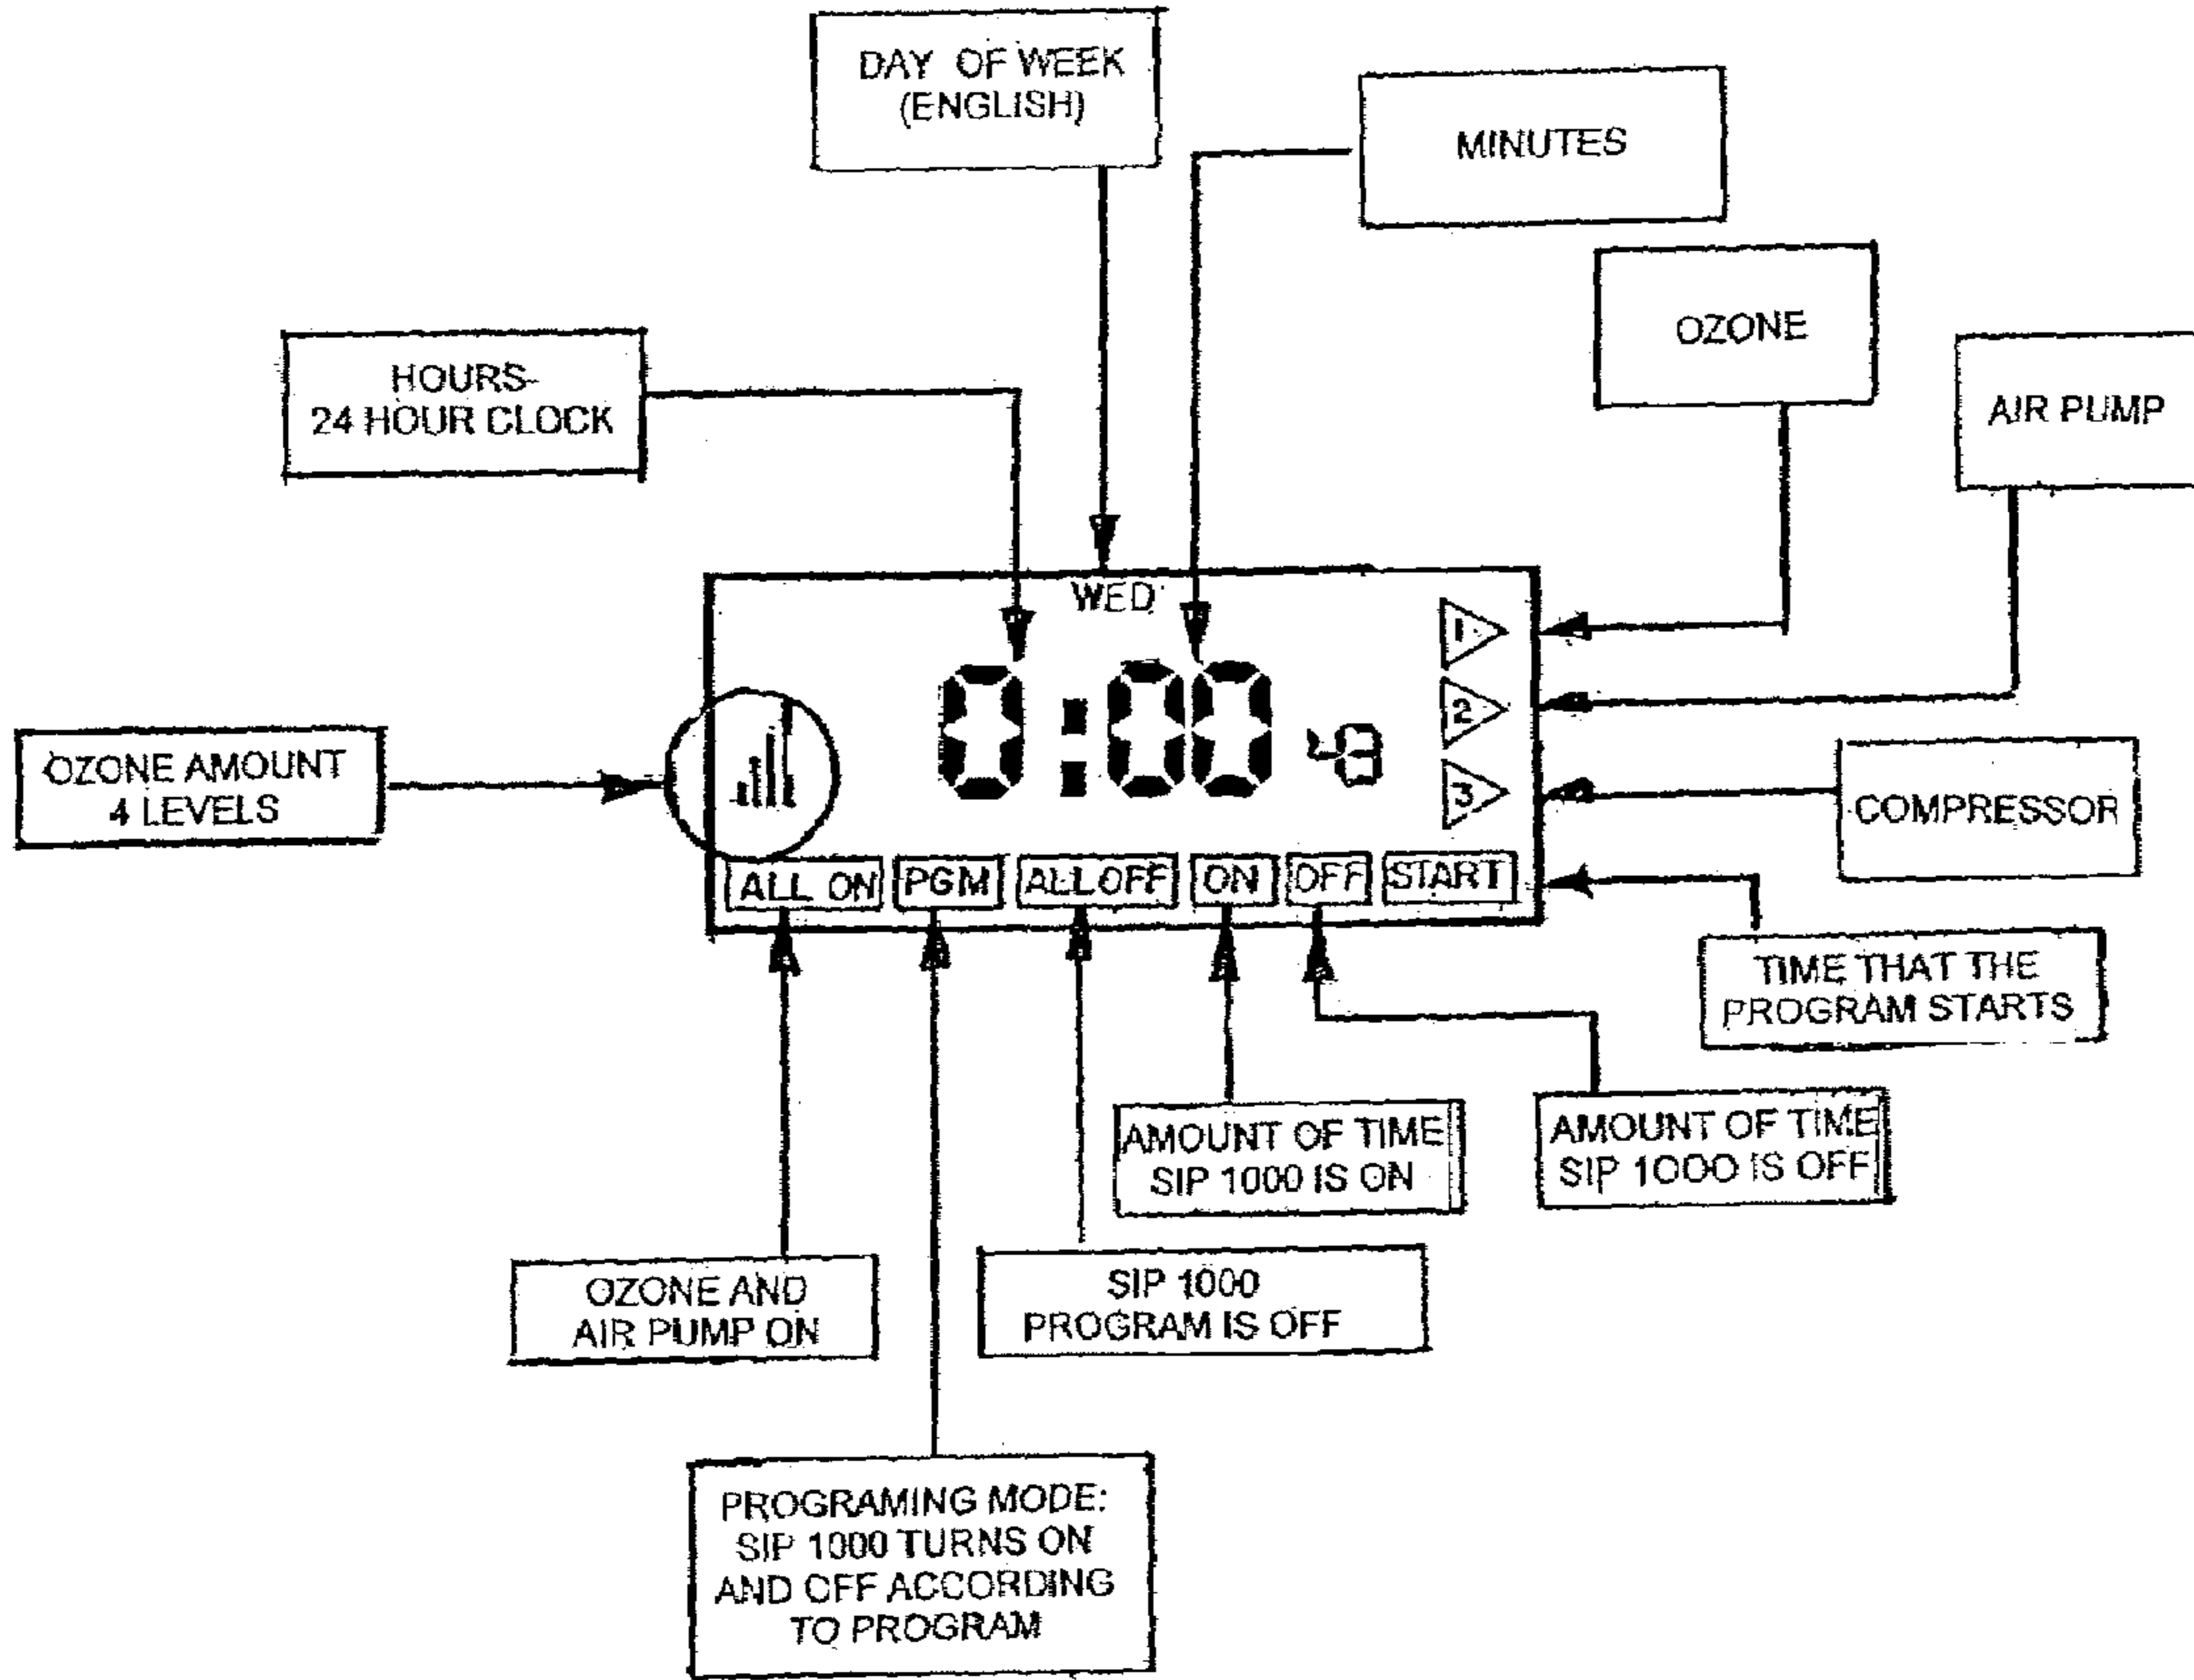 DAY OF WEEK
(ENGLISH)
MINUTES
OZONE
AIR PUMP
HOURS-
24 HOUR CLOCK
WED
0:00
1
2
3
OZONE AMOUNT
4 LEVELS
COMPRESSOR
ALL ON PGM ALL OFF ON OFF START
TIME THAT THE
PROGRAM STARTS
AMOUNT OF TIME
SIP 1000 IS ON
AMOUNT OF TIME
SIP 1000 IS OFF
OZONE AND
AIR PUMP ON
SIP 1000
PROGRAM IS OFF
PROGRAMING MODE:
SIP 1000 TURNS ON
AND OFF ACCORDING
TO PROGRAM